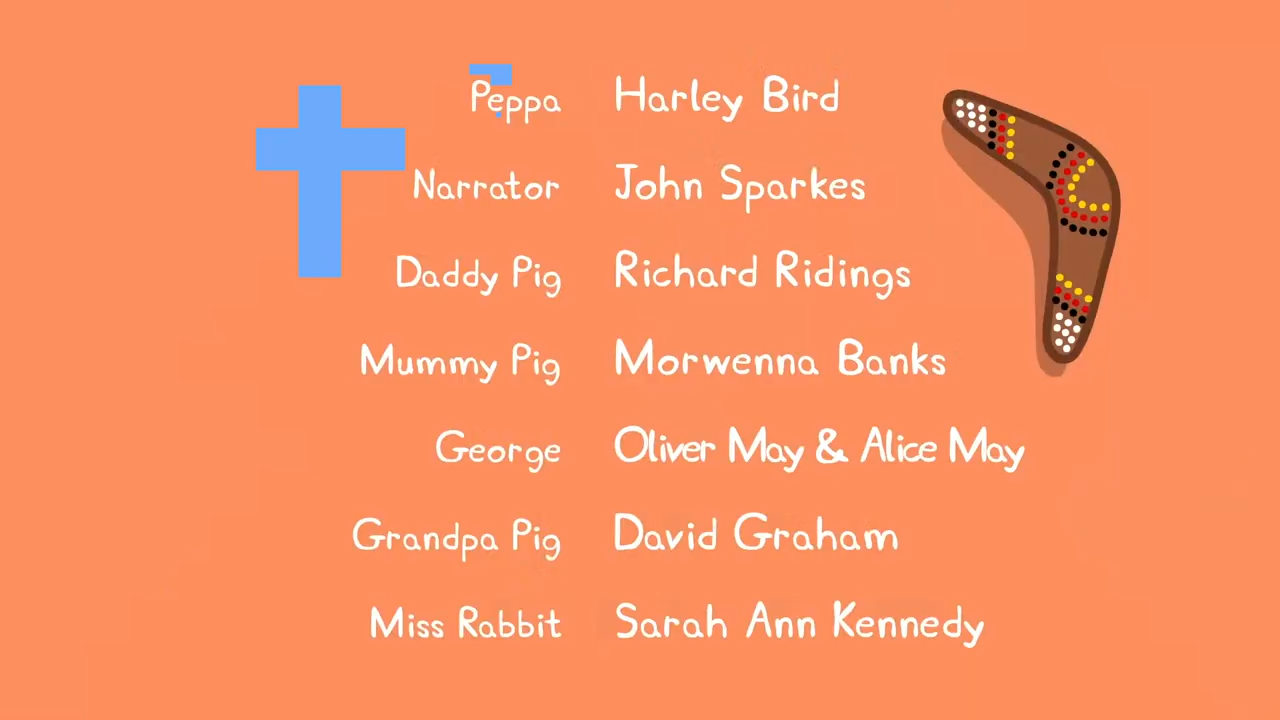 Peppa Harley Bird
Narrator John Sparkes
Daddy Pig Richard Ridings
Mummy Pig Morwenna Banks
George Oliver May & Alice May
Grandpa Pig David Graham
Miss Rabbit Sarah Ann Kennedy